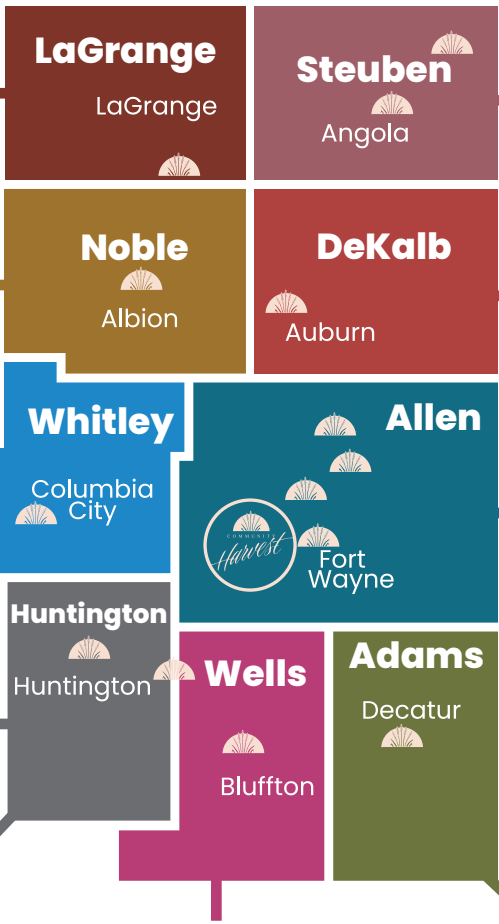 LaGrange
LaGrange
Steuben
Angola
Noble
Albion
DeKalb
Auburn
Whitley
Columbia
City
Allen
COMMUNITY
Harvest
Fort
Wayne
Huntington
Huntington
Wells
Bluffton
Adams
Decatur